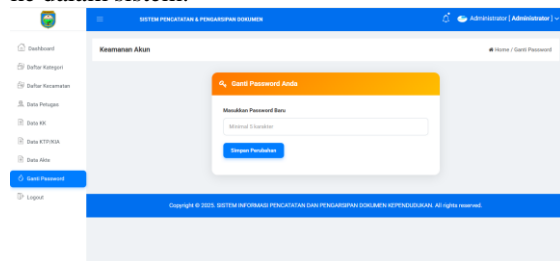 ke dalam sistem.
SISTEM PENCATATAN & PENGARSIPAN DOKUMEN
Administrator | Administrator |
Dashboard
Daftar Kategori
Daftar Kecamatan
Data Petugas
Data KK
Data KTP/KIA
Data Akte
Ganti Password
Logout
Keamanan Akun
Home / Ganti Password
Ganti Password Anda
Masukkan Password Baru
Minimal 5 karakter
Simpan Perubahan
Copyright © 2025. SISTEM INFORMASI PENCATATAN DAN PENGARSIPAN DOKUMEN KEPENDUDUKAN. All rights reserved.